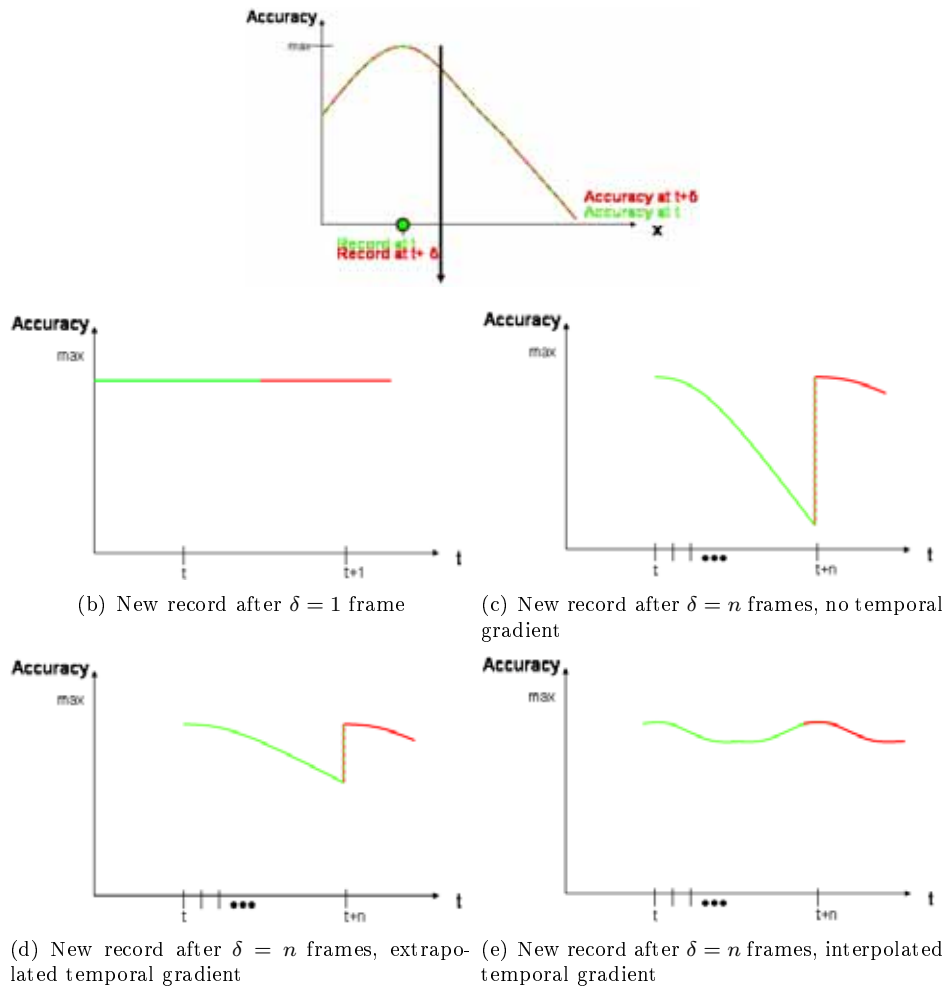 Accuracy
max
Accuracy at t+δ
Accuracy at t
x
Record at t
Record at t+ δ
Accuracy
max
t
t
t+1
(b) New record after δ = 1 frame
Accuracy
max
t
t
t+n
(c) New record after δ = n frames, no temporal
gradient
Accuracy
max
t
t
t+n
(d) New record after δ = n frames, extrapo-
lated temporal gradient
Accuracy
max
t
t
t+n
(e) New record after δ = n frames, interpolated
temporal gradient